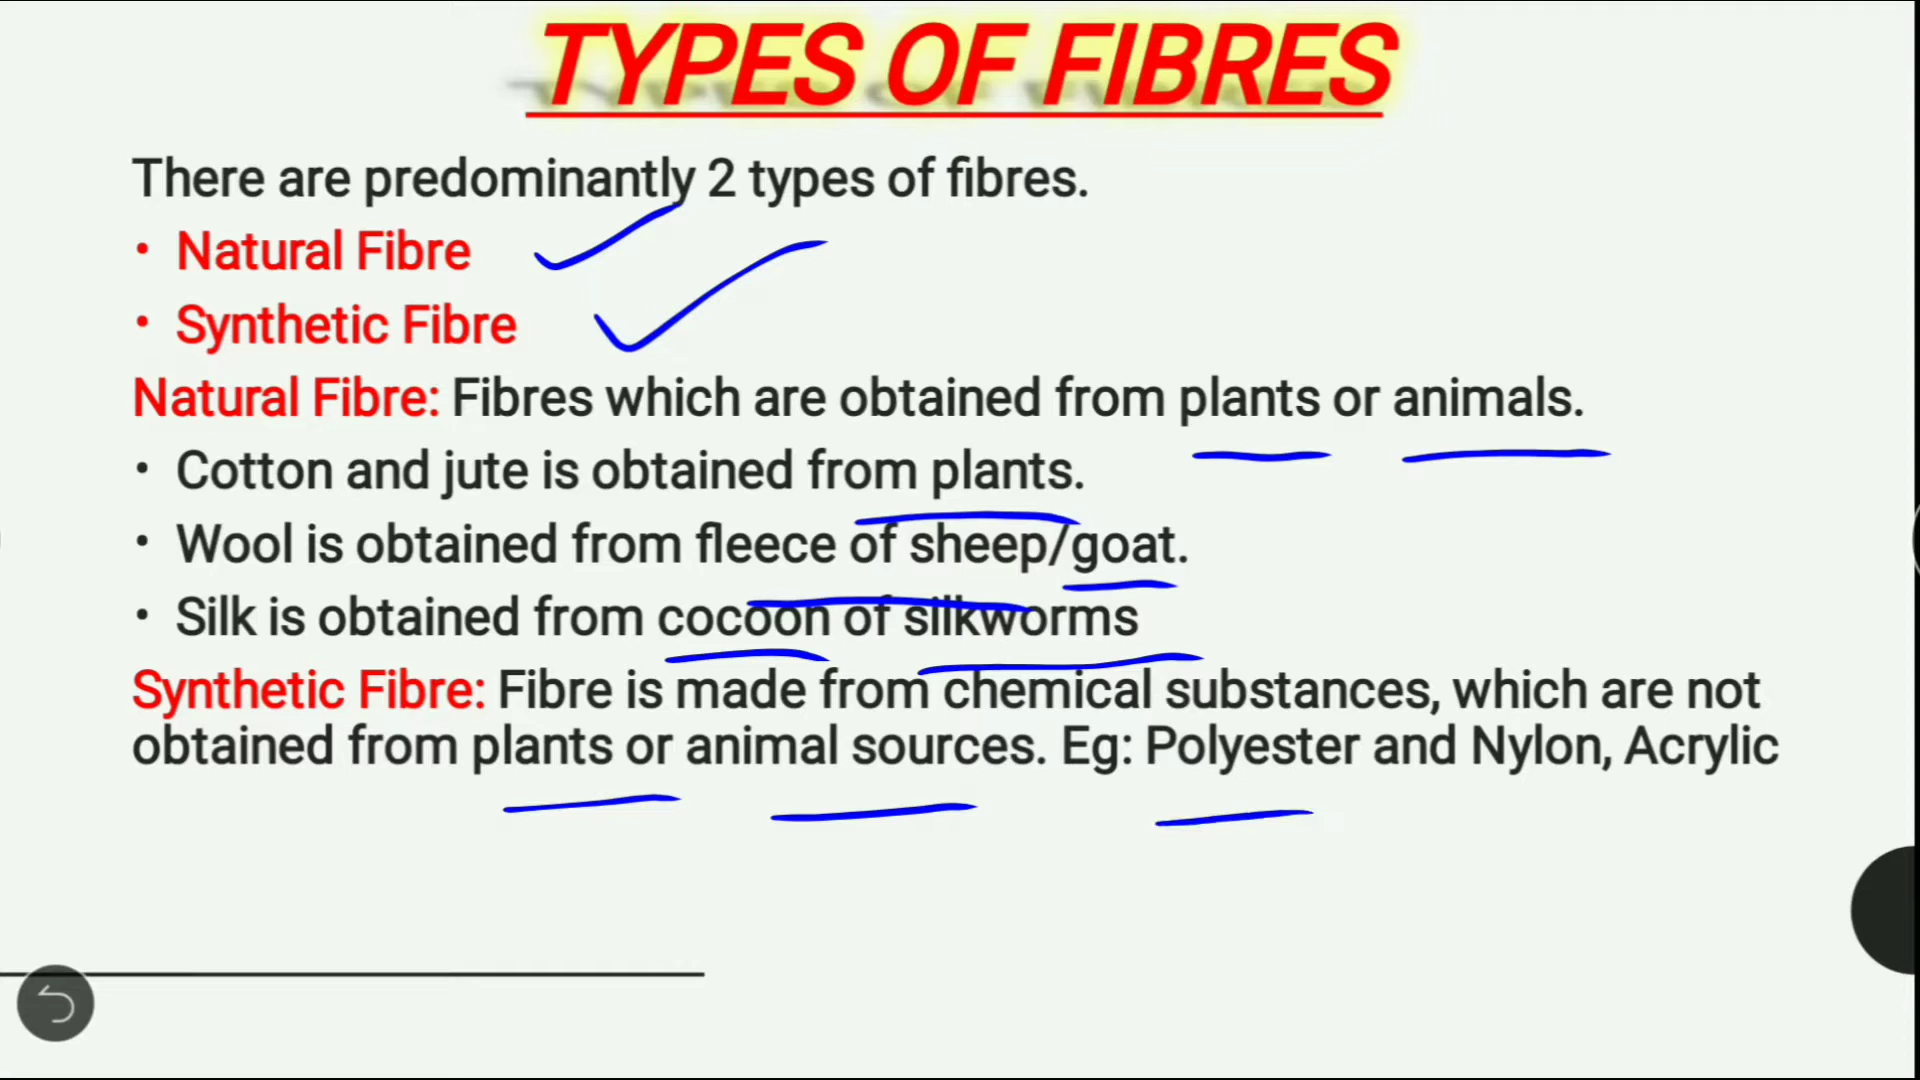 TYPES OF FIBRES
There are predominantly 2 types of fibres.
• Natural Fibre
• Synthetic Fibre
Natural Fibre: Fibres which are obtained from plants or animals.
• Cotton and jute is obtained from plants.
• Wool is obtained from fleece of sheep/goat.
• Silk is obtained from cocoon of silkworms
Synthetic Fibre: Fibre is made from chemical substances, which are not
obtained from plants or animal sources. Eg: Polyester and Nylon, Acrylic